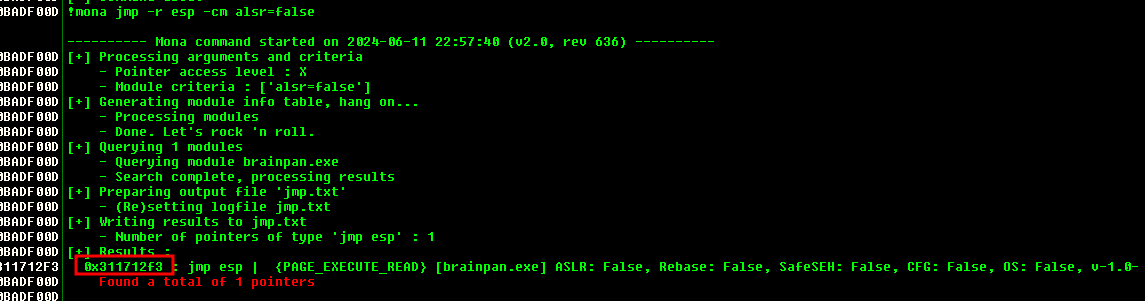 0BADF00D !mona jmp -r esp -cm alsr=false
---------- Mona command started on 2024-06-11 22:57:40 (v2.0, rev 636) ----------
0BADF00D [+] Processing arguments and criteria
0BADF00D - Pointer access level : X
0BADF00D - Module criteria : ['alsr=false']
0BADF00D [+] Generating module info table, hang on...
0BADF00D - Processing modules
0BADF00D - Done. Let's rock 'n roll.
0BADF00D [+] Querying 1 modules
0BADF00D - Querying module brainpan.exe
0BADF00D - Search complete, processing results
0BADF00D [+] Preparing output file 'jmp.txt'
0BADF00D - (Re)setting logfile jmp.txt
0BADF00D [+] Writing results to jmp.txt
0BADF00D - Number of pointers of type 'jmp esp' : 1
0BADF00D [+] Results :
311712F3 0x311712f3 : jmp esp | {PAGE_EXECUTE_READ} [brainpan.exe] ASLR: False, Rebase: False, SafeSEH: False, CFG: False, OS: False, v-1.0-
0BADF00D Found a total of 1 pointers
0BADF00D